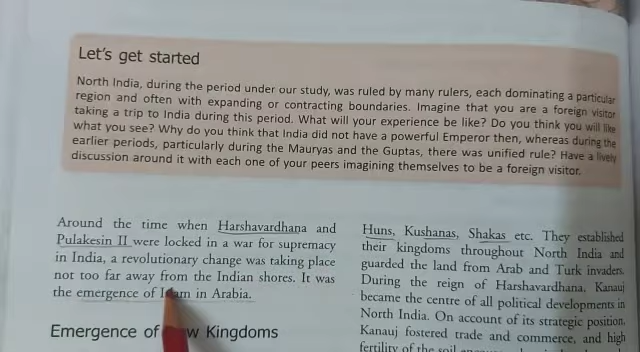 Let's get started
North India, during the period under our study, was ruled by many rulers, each dominating a particular
region and often with expanding or contracting boundaries. Imagine that you are a foreign visitor
taking a trip to India during this period. What will your experience be like? Do you think you will like
what you see? Why do you think that India did not have a powerful Emperor then, whereas during the
earlier periods, particularly during the Mauryas and the Guptas, there was unified rule? Have a lively
discussion around it with each one of your peers imagining themselves to be a foreign visitor.
Around the time when Harshavardhana and
Pulakesin II were locked in a war for supremacy
in India, a revolutionary change was taking place
not too far away from the Indian shores. It was
the emergence of in Arabia.
Emergence of Kingdoms
Huns, Kushanas, Shakas etc. They established
their kingdoms throughout North India and
guarded the land from Arab and Turk invaders.
During the reign of Harshavardhana, Kanauj
became the centre of all political developments in
North India. On account of its strategic position,
Kanauj fostered trade and commerce, and high
fertility of the soil